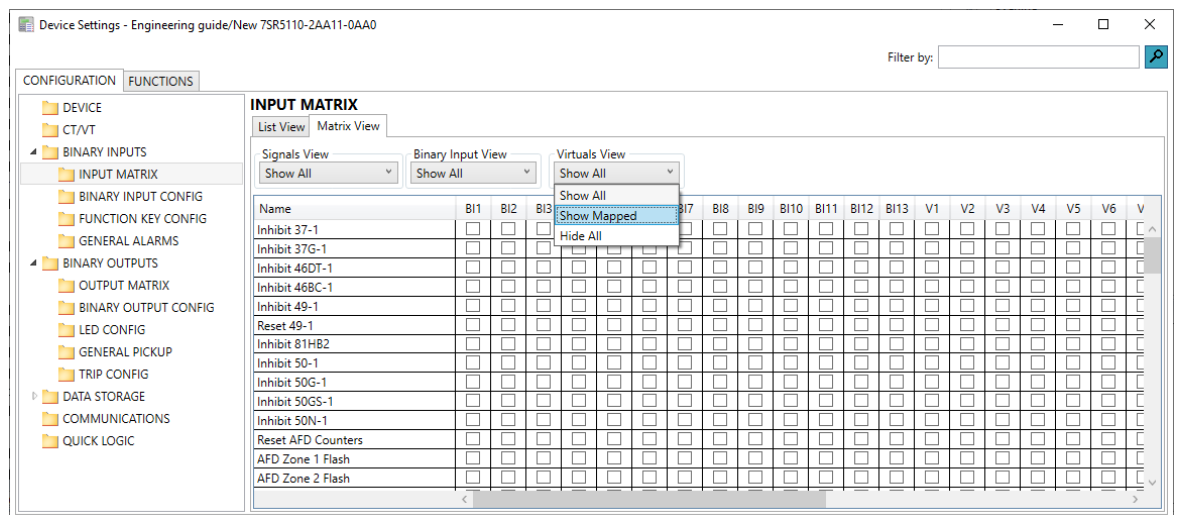 Device Settings - Engineering guide/New 7SR5110-2AA11-0AA0
Filter by:
CONFIGURATION FUNCTIONS
DEVICE
CT/VT
BINARY INPUTS
INPUT MATRIX
BINARY INPUT CONFIG
FUNCTION KEY CONFIG
GENERAL ALARMS
BINARY OUTPUTS
OUTPUT MATRIX
BINARY OUTPUT CONFIG
LED CONFIG
GENERAL PICKUP
TRIP CONFIG
DATA STORAGE
COMMUNICATIONS
QUICK LOGIC
INPUT MATRIX
List View Matrix View
Signals View Binary Input View Virtuals View
Show All Show All Show All
Show All
Show Mapped
Hide All
Name BI1 BI2 BI3 BI7 BI8 BI9 BI10 BI11 BI12 BI13 V1 V2 V3 V4 V5 V6 V
Inhibit 37-1
Inhibit 37G-1
Inhibit 46DT-1
Inhibit 46BC-1
Inhibit 49-1
Reset 49-1
Inhibit 81HB2
Inhibit 50-1
Inhibit 50G-1
Inhibit 50GS-1
Inhibit 50N-1
Reset AFD Counters
AFD Zone 1 Flash
AFD Zone 2 Flash